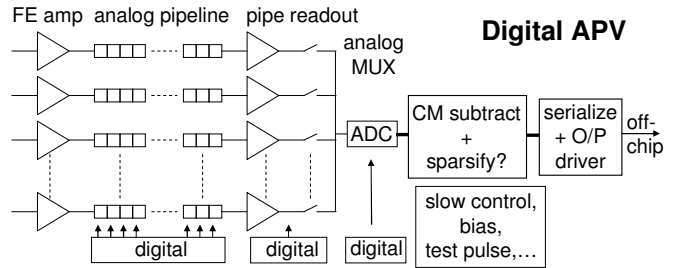 FE amp analog pipeline pipe readout
analog
MUX
Digital APV
ADC
CM subtract
+
sparsify?
serialize
+ O/P
driver
off-
chip
slow control,
bias,
test pulse,...
digital
digital
digital